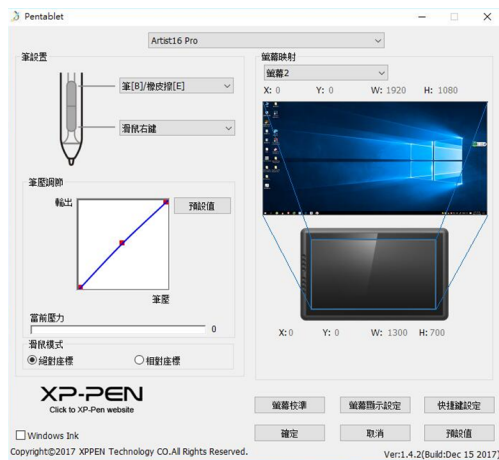 Pentablet
Artist16 Pro
筆設置
筆[B]/橡皮擦[E]
滑鼠右鍵
筆壓調節
輸出
預設值
筆壓
當前壓力
0
滑鼠模式
絕對座標
相對座標
螢幕映射
螢幕2
X: 0 Y: 0 W: 1920 H: 1080
X: 0 Y: 0 W: 1300 H: 700
XP-PEN
Click to XP-Pen website
螢幕校準 螢幕顯示設定 快捷鍵設定
Windows Ink
確定 取消 預設值
Copyright©2017 XPPEN Technology CO.All Rights Reserved.
Ver:1.4.2(Build:Dec 15 2017)